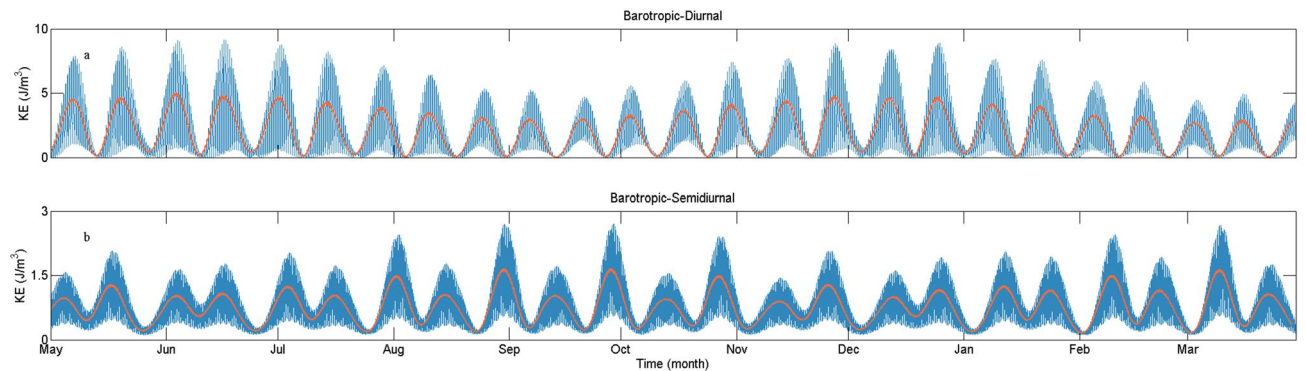 Barotropic-Diurnal
10
5
0
KE (J/m³)
a
Barotropic-Semidiurnal
3
1.5
0
KE (J/m³)
b
May Jun Jul Aug Sep Oct Nov Dec Jan Feb Mar
Time (month)